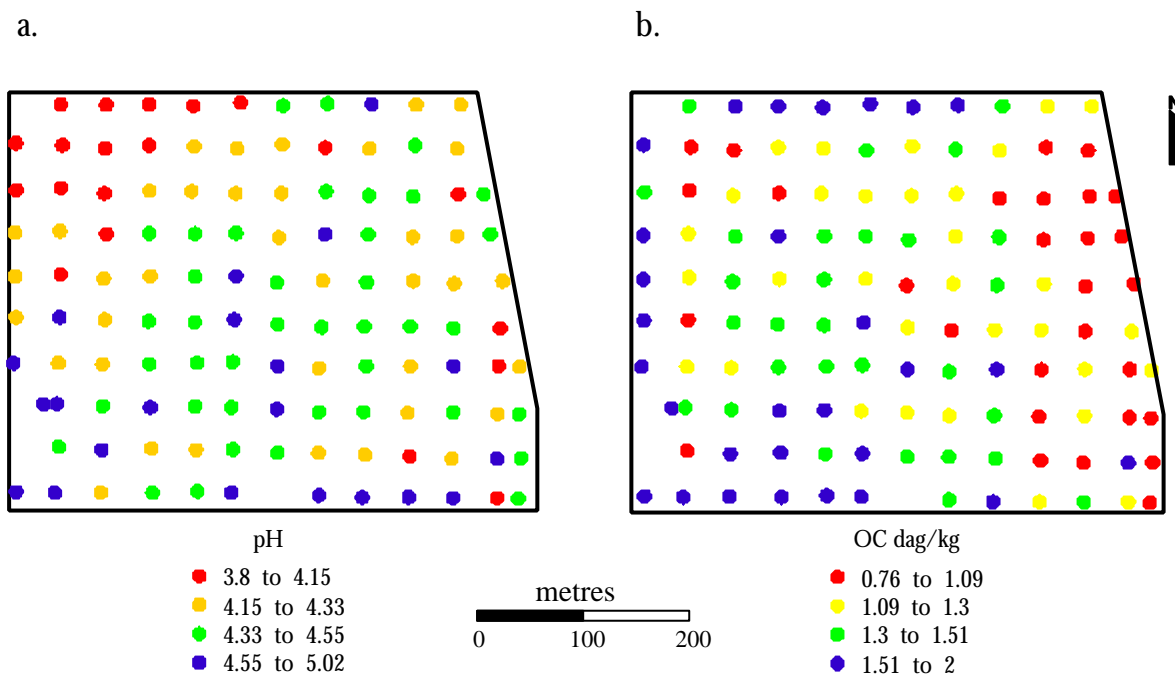 a.
b.
N
pH
3.8 to 4.15
4.15 to 4.33
4.33 to 4.55
4.55 to 5.02
metres
0 100 200
OC dag/kg
0.76 to 1.09
1.09 to 1.3
1.3 to 1.51
1.51 to 2